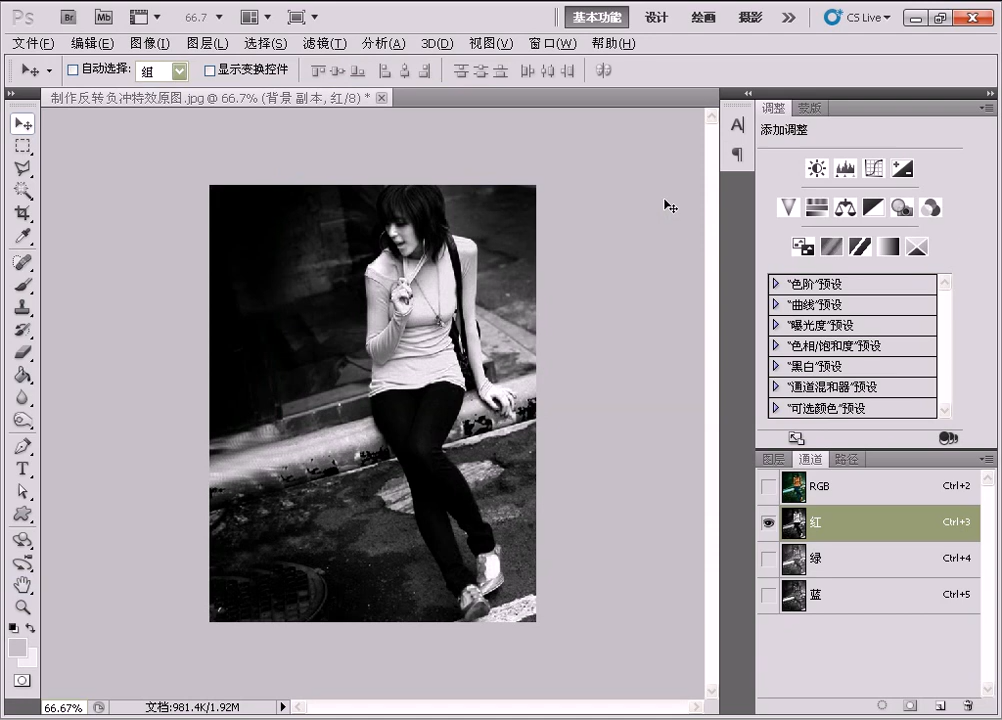 Ps Br Mb 66.7 基本功能 设计 绘画 摄影 CS Live
文件(F) 编辑(E) 图像(I) 图层(L) 选择(S) 滤镜(T) 分析(A) 3D(D) 视图(V) 窗口(W) 帮助(H)
自动选择: 组 显示变换控件
制作反转负冲特效原图.jpg @ 66.7% (背景 副本, 红/8) *
调整 蒙版
添加调整
“色阶”预设
“曲线”预设
“曝光度”预设
“色相/饱和度”预设
“黑白”预设
“通道混和器”预设
“可选颜色”预设
图层 通道 路径
RGB Ctrl+2
红 Ctrl+3
绿 Ctrl+4
蓝 Ctrl+5
66.67% 文档:981.4K/1.92M